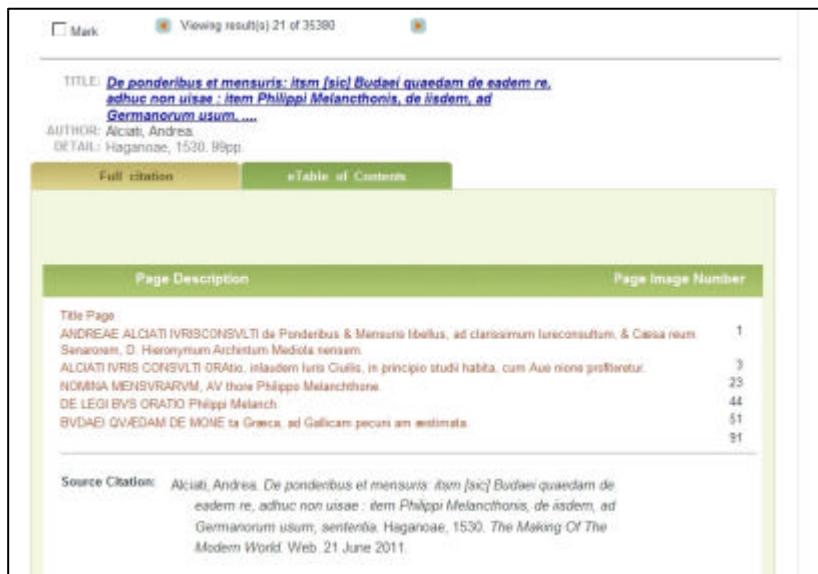 Mark
Viewing result(s) 21 of 35380
TITLE: De ponderibus et mensuris: itsm [sic] Budaei quaedam de eadem re,
adhuc non uisae : item Philippi Melancthonis, de iisdem, ad
Germanorum usum, ....
AUTHOR: Alciati, Andrea.
DETAIL: Haganoae, 1530. 99pp.
Full citation
eTable of Contents
Page Description
Page Image Number
Title Page 1
ANDREAE ALCIATI IVRISCONSVLTI de Ponderibus & Mensuris libellus, ad clarissimum Iureconsultum, & Cæsa reum
Senarorem, D. Hieronymum Archintum Mediola nensem. 3
ALCIATI IVRIS CONSVLTI ORAtio, inlaudem Iuris Ciuilis, in principio studii habita, cum Aue nione profiteretur. 23
NOMINA MENSVRARVM, AV thore Philippo Melanchthone. 44
DE LEGI BVS ORATIO Philippi Melanch. 51
BVDAEI QVÆDAM DE MONE ta Græca, ad Gallicam pecuni am æstimata. 91
Source Citation: Alciati, Andrea. De ponderibus et mensuris: itsm [sic] Budaei quaedam de
eadem re, adhuc non uisae : item Philippi Melancthonis, de iisdem, ad
Germanorum usum, sententia. Haganoae, 1530. The Making Of The
Modern World. Web. 21 June 2011.